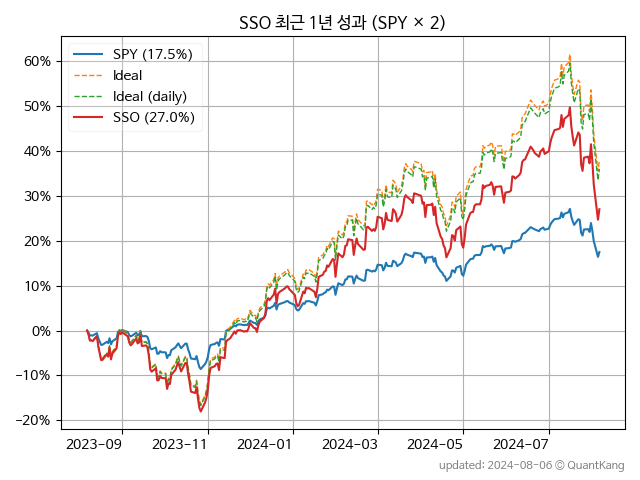 SSO 최근 1년 성과 (SPY × 2)
SPY (17.5%)
Ideal
Ideal (daily)
SSO (27.0%)
60%
50%
40%
30%
20%
10%
0%
−10%
−20%
2023-09
2023-11
2024-01
2024-03
2024-05
2024-07
updated: 2024-08-06 © QuantKang